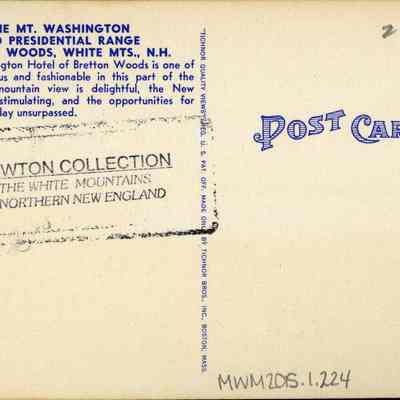 HE MT. WASHINGTON
D PRESIDENTIAL RANGE
WOODS, WHITE MTS., N.H.
ngton Hotel of Bretton Woods is one of
us and fashionable in this part of the
mountain view is delightful, the New
stimulating, and the opportunities for
day unsurpassed.
WTON COLLECTION
THE WHITE MOUNTAINS
NORTHERN NEW ENGLAND
TICHNOR QUALITY VIEWS, REG. U. S. PAT. OFF. MADE ONLY BY TICHNOR BROS., INC., BOSTON, MASS.
2
POST CAR
MWM2015.1.224